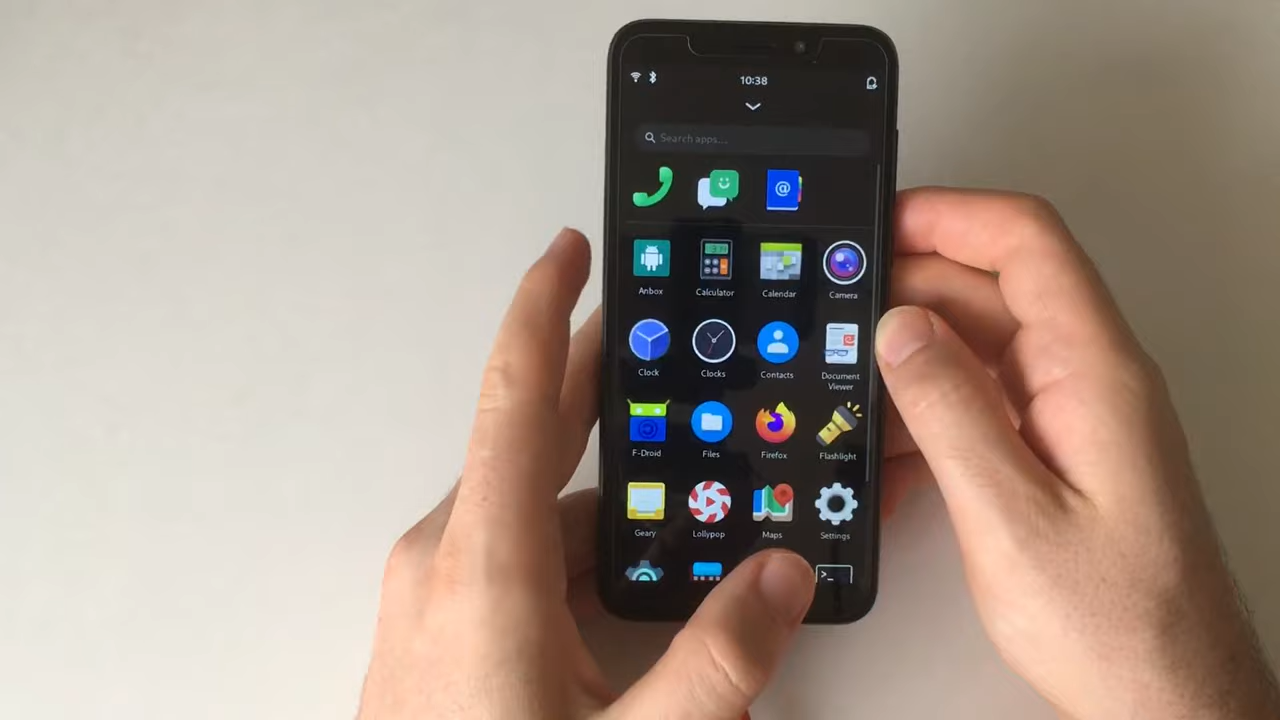 10:38
Search apps...
@
Anbox
Calculator
Calendar
Camera
Clock
Clocks
Contacts
Document
Viewer
F-Droid
Files
Firefox
Flashlight
Geary
Lollypop
Maps
Settings
>_